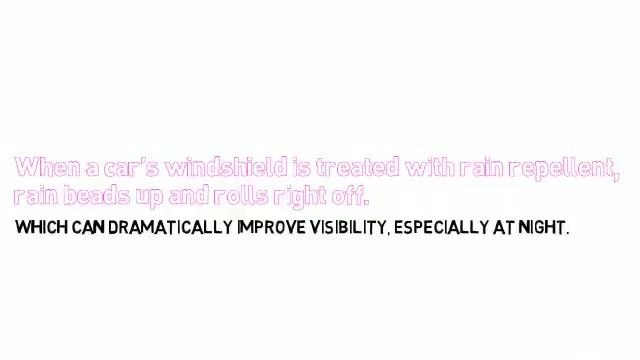 When a car's windshield is treated with rain repellent,
rain beads up and rolls right off.
WHICH CAN DRAMATICALLY IMPROVE VISIBILITY, ESPECIALLY AT NIGHT.